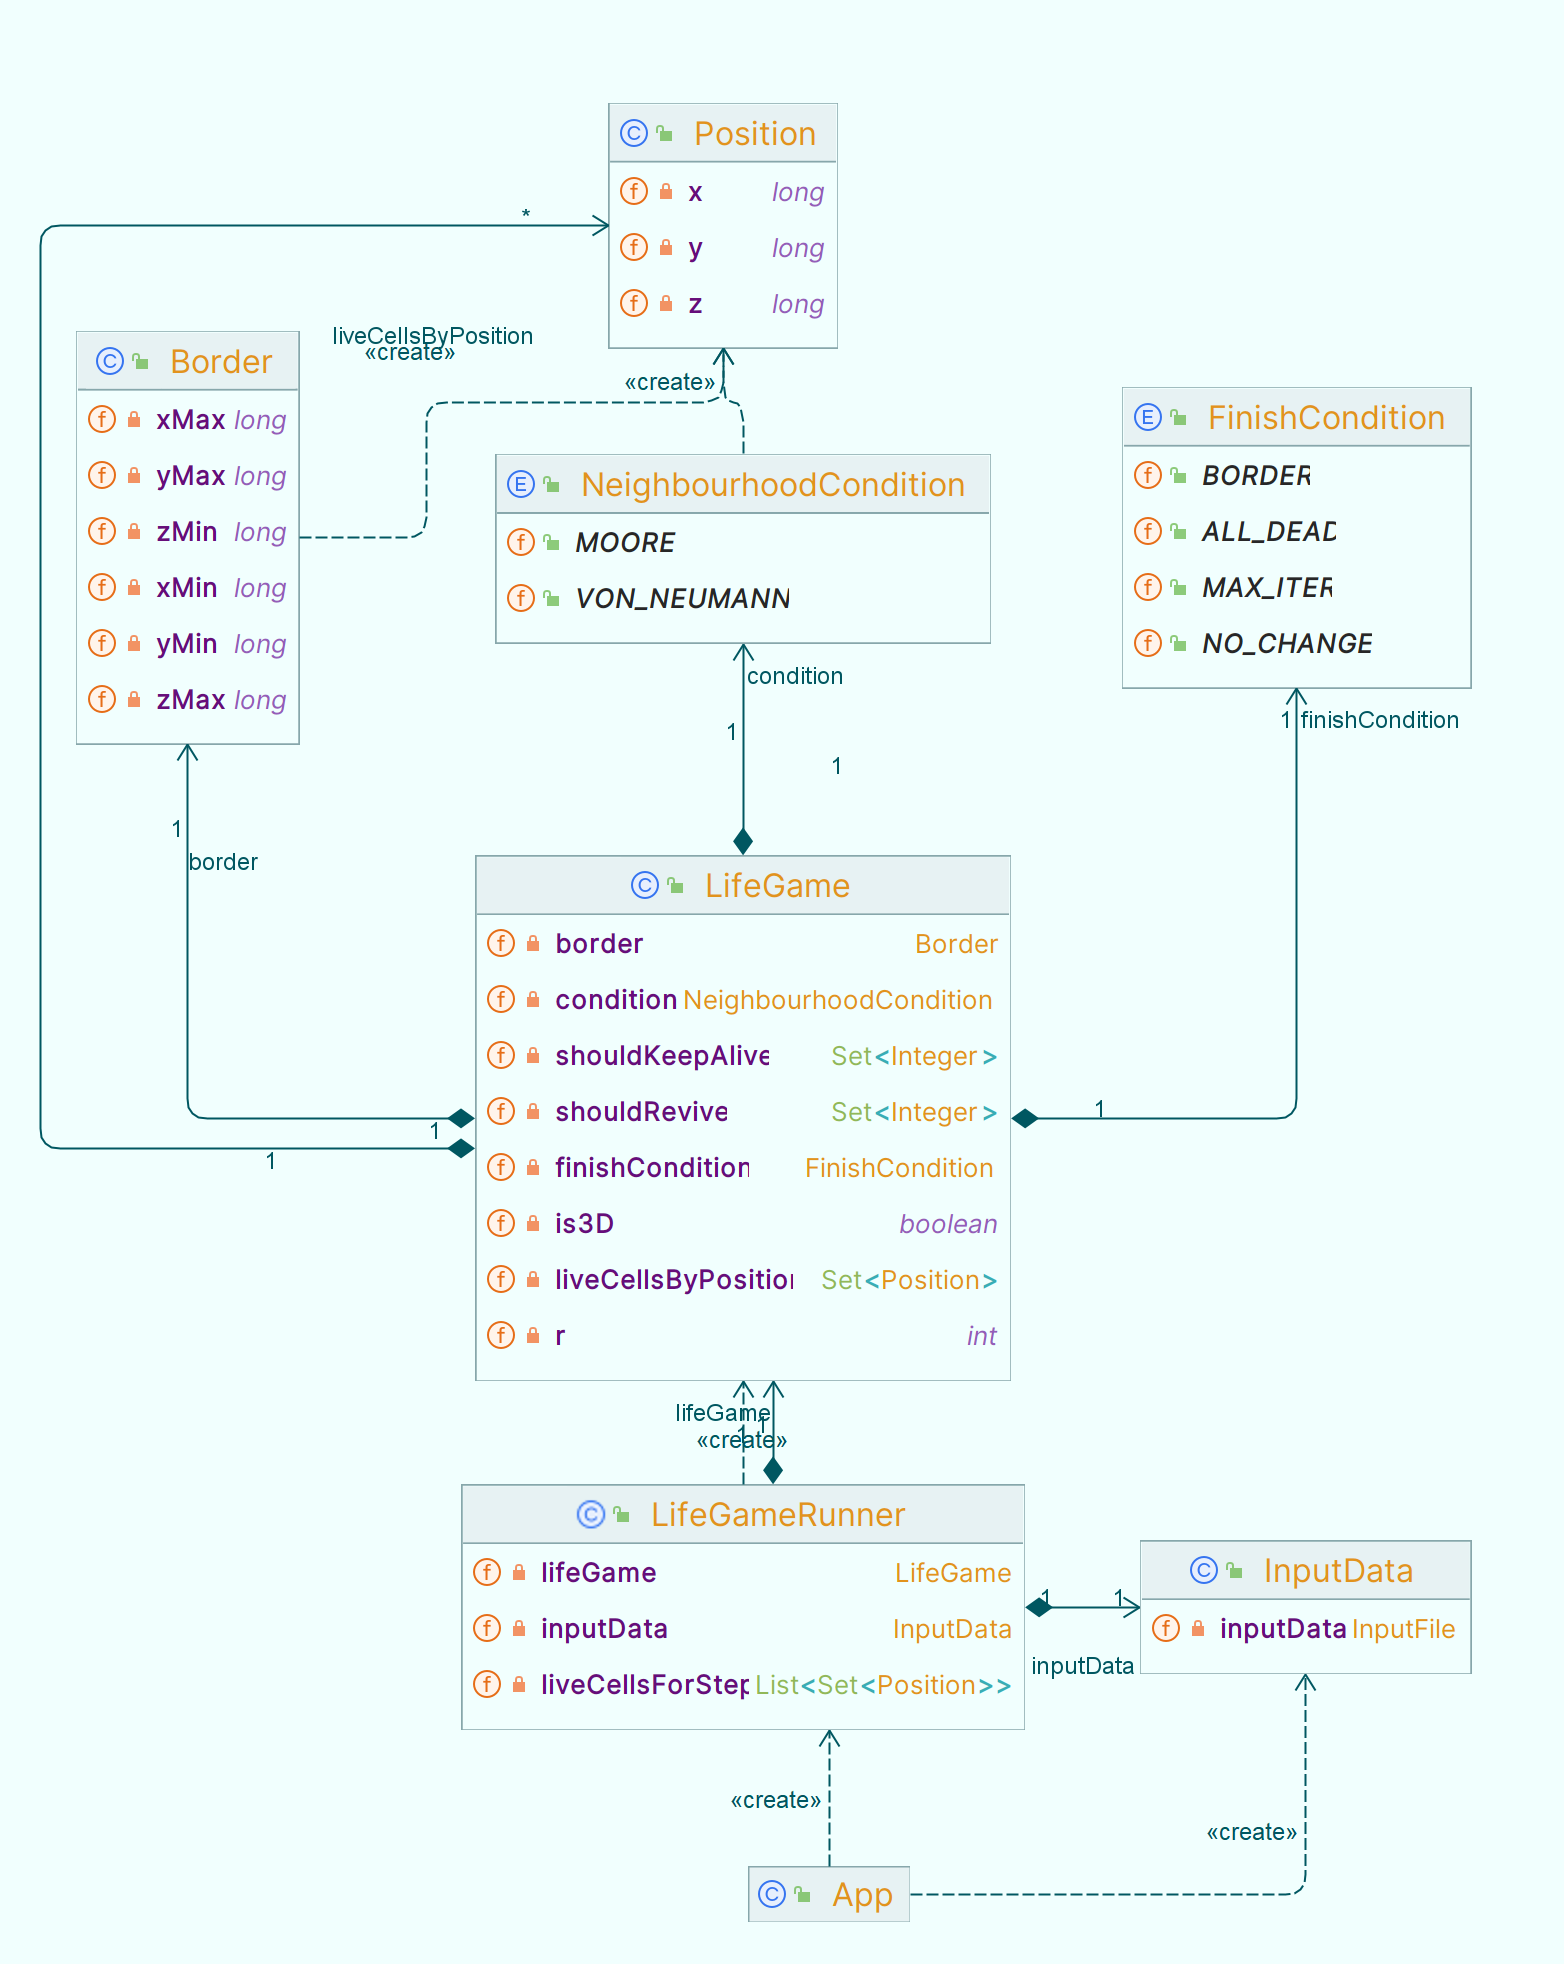 Position
x long
y long
z long
*
liveCellsByPosition
«create»
«create»
Border
xMax long
yMax long
zMin long
xMin long
yMin long
zMax long
NeighbourhoodCondition
MOORE
VON_NEUMANN
FinishCondition
BORDER
ALL_DEAD
MAX_ITER
NO_CHANGE
condition
1
1
1 finishCondition
1
border
LifeGame
border Border
condition NeighbourhoodCondition
shouldKeepAlive Set<Integer>
shouldRevive Set<Integer>
finishCondition FinishCondition
is3D boolean
liveCellsByPosition Set<Position>
r int
1
1
1
lifeGame
1
1
«create»
LifeGameRunner
lifeGame LifeGame
inputData InputData
liveCellsForStep List<Set<Position>>
1 1
inputData
InputData
inputData InputFile
«create»
«create»
App